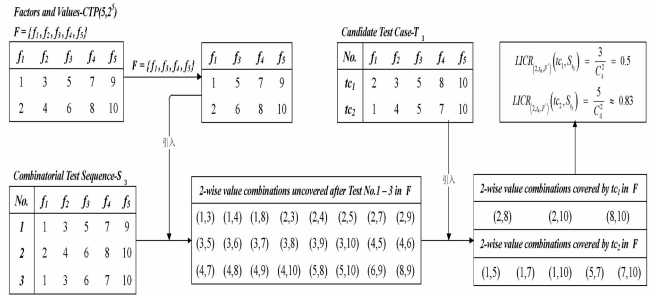 Factors and Values-CTP(5,2⁵)
F = {f₁,f₂,f₃,f₄,f₅}
f₁ f₂ f₃ f₄ f₅
1 3 5 7 9
2 4 6 8 10
F = {f₁,f₃,f₄,f₅}
f₁ f₃ f₄ f₅
1 5 7 9
2 6 8 10
引入
Candidate Test Case-T₃
No. f₁ f₂ f₃ f₄ f₅
tc₁ 2 3 5 8 10
tc₂ 1 4 5 7 10
引入
LICR₍₂,ₜ₃,F'₎(tc₁,Sₜ₃) = 3/C₄² = 0.5
LICR₍₂,ₜ₃,F'₎(tc₂,Sₜ₃) = 5/C₄² ≈ 0.83
Combinatorial Test Sequence-S₃
No. f₁ f₂ f₃ f₄ f₅
1 1 3 5 7 9
2 2 4 6 8 10
3 1 3 6 7 10
2-wise value combinations uncovered after Test No.1 – 3 in F
(1,3) (1,4) (1,8) (2,3) (2,4) (2,5) (2,7) (2,9)
(3,5) (3,6) (3,7) (3,8) (3,9) (3,10) (4,5) (4,6)
(4,7) (4,8) (4,9) (4,10) (5,8) (5,10) (6,9) (8,9)
2-wise value combinations covered by tc₁ in F
(2,8) (2,10) (8,10)
2-wise value combinations covered by tc₂ in F
(1,5) (1,7) (1,10) (5,7) (7,10)